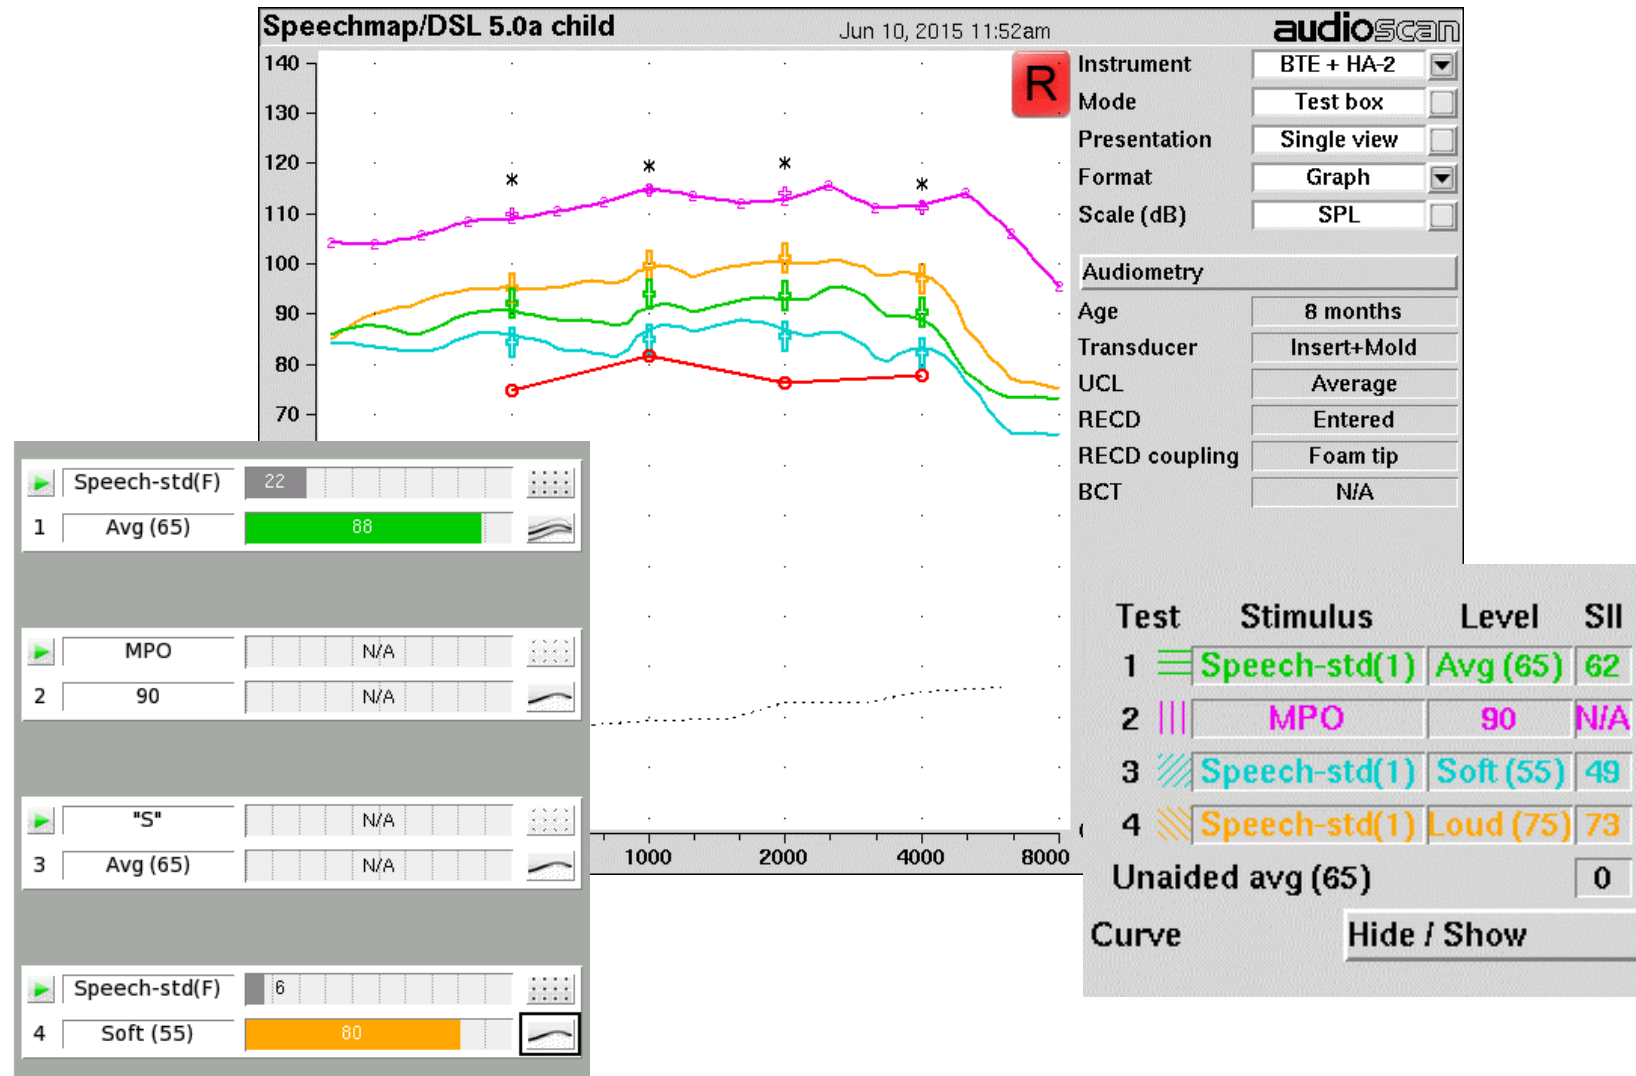 Speechmap/DSL 5.0a child
Jun 10, 2015 11:52am
audioscan
140
130
120
110
100
90
80
70
R
1000
2000
4000
8000
Instrument BTE + HA-2
Mode Test box
Presentation Single view
Format Graph
Scale (dB) SPL
Audiometry
Age 8 months
Transducer Insert+Mold
UCL Average
RECD Entered
RECD coupling Foam tip
BCT N/A
Speech-std(F) 22
1 Avg (65) 88
MPO N/A
2 90 N/A
"S" N/A
3 Avg (65) N/A
Speech-std(F) 6
4 Soft (55) 80
Test Stimulus Level SII
1 Speech-std(1) Avg (65) 62
2 MPO 90 N/A
3 Speech-std(1) Soft (55) 49
4 Speech-std(1) Loud (75) 73
Unaided avg (65) 0
Curve Hide / Show